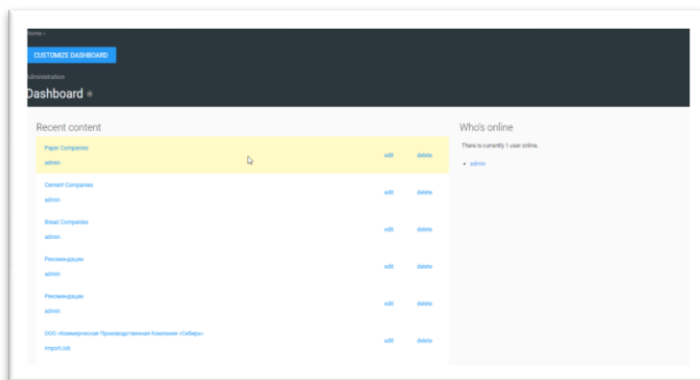 Home »
CUSTOMIZE DASHBOARD
Administration
Dashboard
Recent content
Paper Companies
admin
edit delete
Cement Companies
admin
edit delete
Bread Companies
admin
edit delete
Рекомендации
admin
edit delete
Рекомендации
admin
edit delete
ООО «Коммерческая Производственная Компания «Сибирь»
importJob
edit delete
Who's online
There is currently 1 user online.
admin